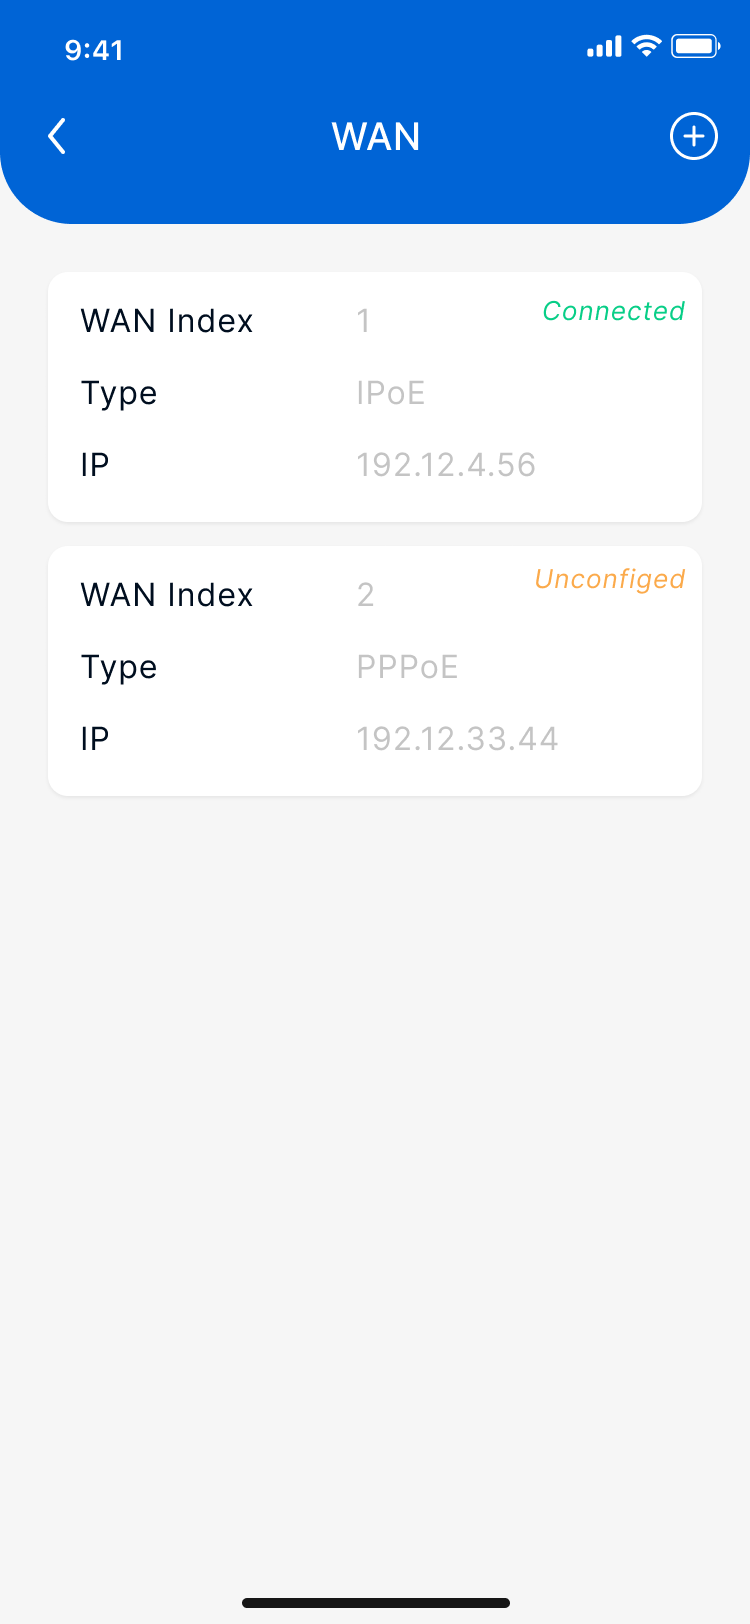 9:41
WAN
WAN Index 1 Connected
Type IPoE
IP 192.12.4.56
WAN Index 2 Unconfiged
Type PPPoE
IP 192.12.33.44